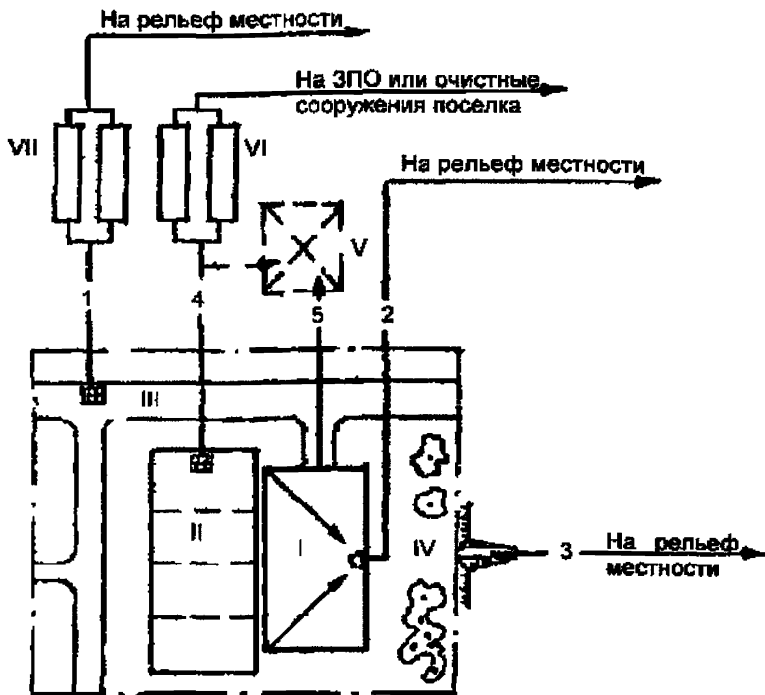 На рельеф местности
На ЗПО или очистные
сооружения поселка
VII
VI
На рельеф местности
V
1
4
5
2
III
II
I
IV
3
На рельеф
местности